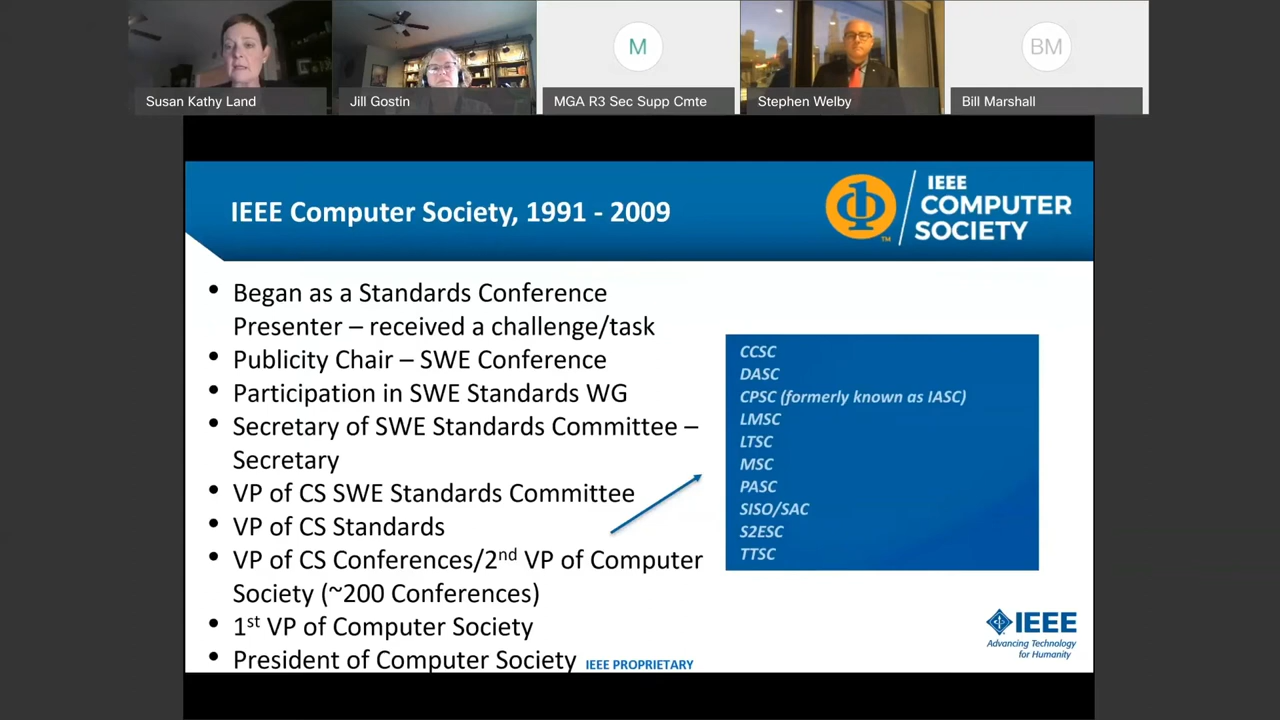 Susan Kathy Land
Jill Gostin
M
MGA R3 Sec Supp Cmte
Stephen Welby
BM
Bill Marshall
IEEE Computer Society, 1991 - 2009
IEEE
COMPUTER
SOCIETY
TM
• Began as a Standards Conference
Presenter – received a challenge/task
• Publicity Chair – SWE Conference
• Participation in SWE Standards WG
• Secretary of SWE Standards Committee –
Secretary
• VP of CS SWE Standards Committee
• VP of CS Standards
• VP of CS Conferences/2nd VP of Computer
Society (~200 Conferences)
• 1st VP of Computer Society
• President of Computer Society
CCSC
DASC
CPSC (formerly known as IASC)
LMSC
LTSC
MSC
PASC
SISO/SAC
S2ESC
TTSC
IEEE PROPRIETARY
IEEE
Advancing Technology
for Humanity